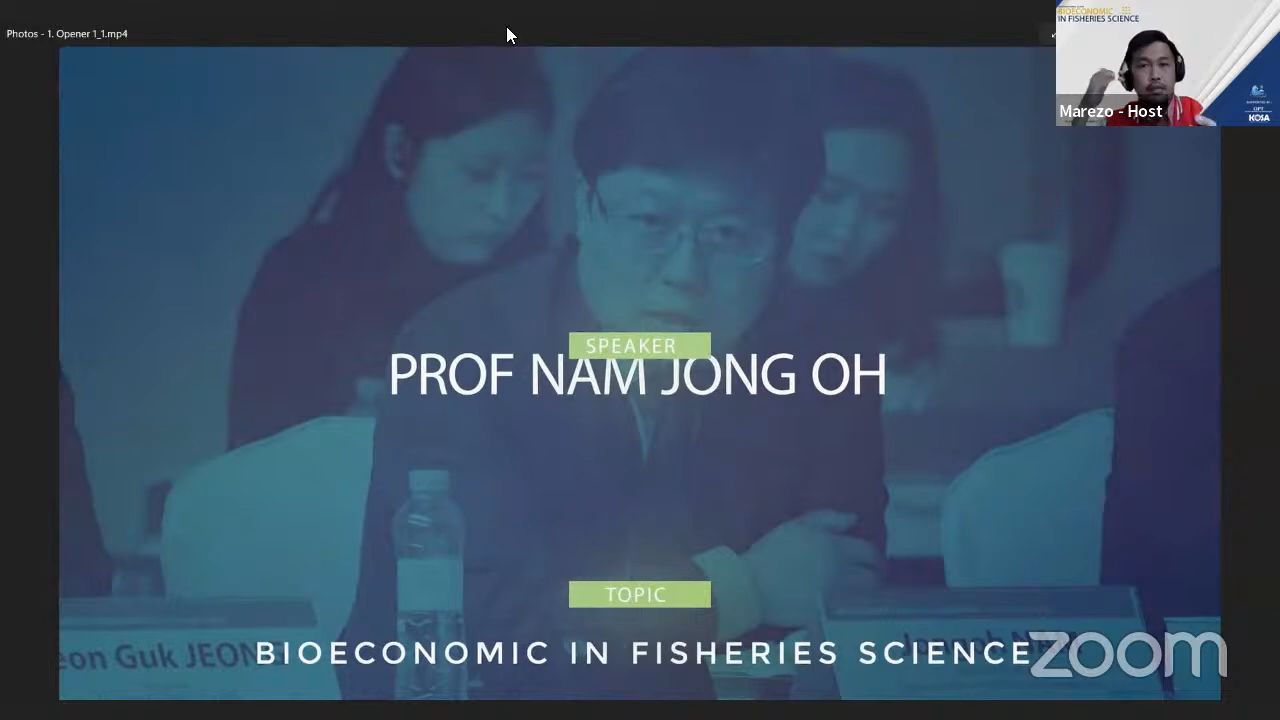 Photos - 1. Opener 1_1.mp4
BIOECONOMIC
IN FISHERIES SCIENCE
Marezo - Host
KOSA
SPEAKER
PROF NAM JONG OH
TOPIC
eon Guk JEONG
BIOECONOMIC IN FISHERIES SCIENCE
zoom